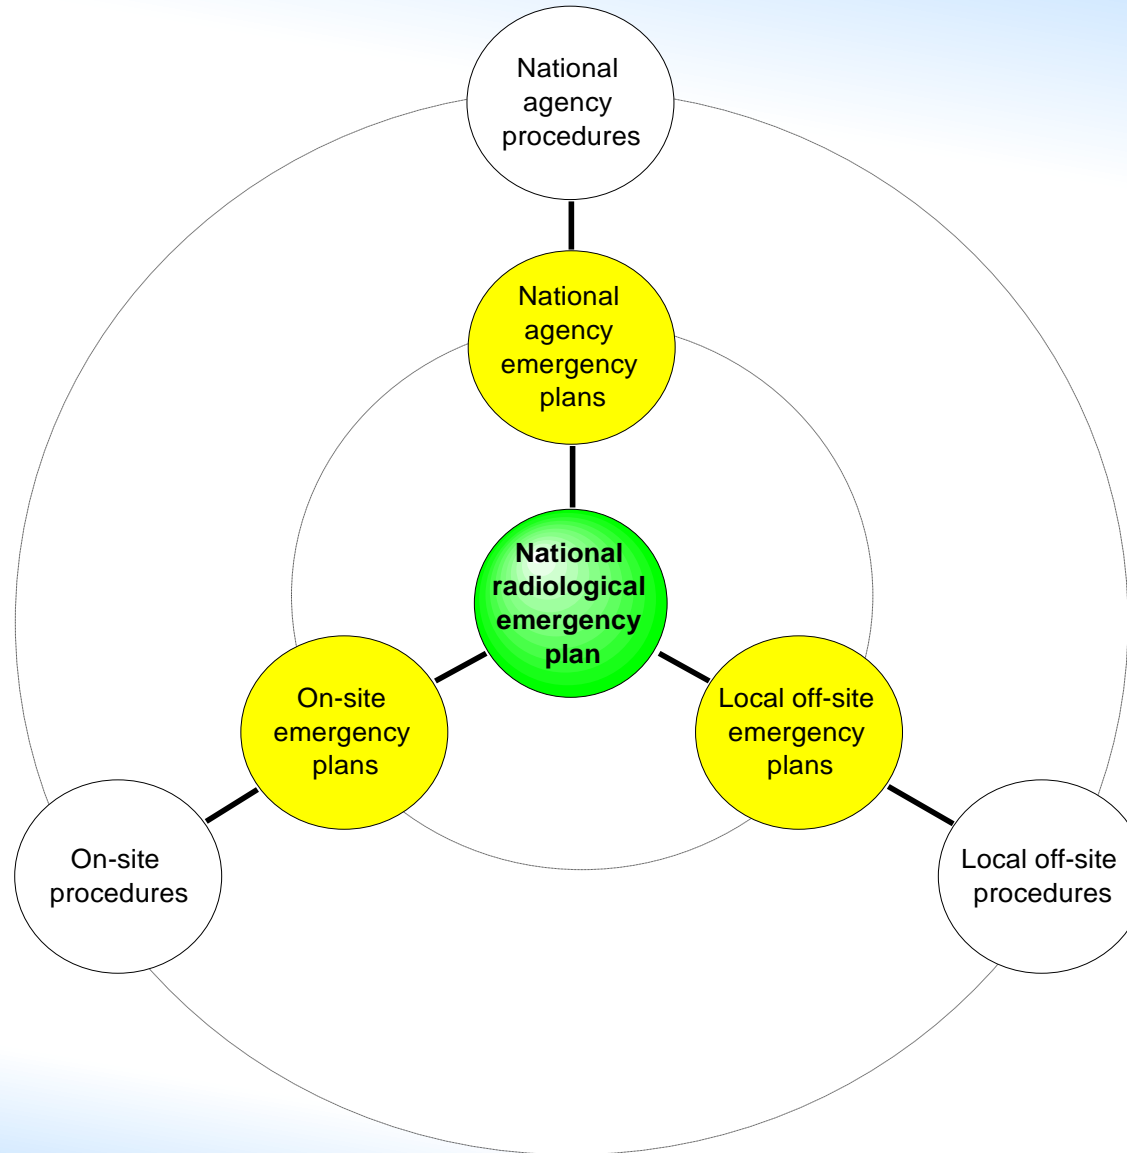 National
agency
procedures
National
agency
emergency
plans
National
radiological
emergency
plan
On-site
emergency
plans
Local off-site
emergency
plans
On-site
procedures
Local off-site
procedures